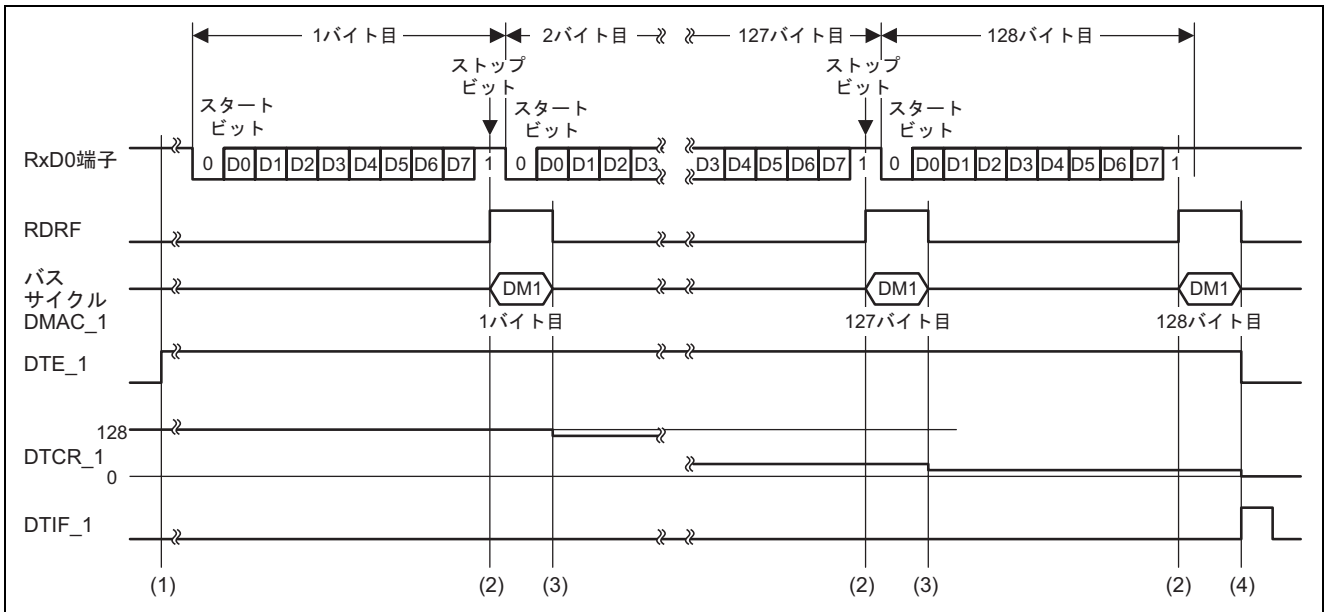 1バイト目
2バイト目
127バイト目
128バイト目
ストップ
ビット
ストップ
ビット
スタート
ビット
スタート
ビット
スタート
ビット
RxD0端子
0 D0 D1 D2 D3 D4 D5 D6 D7 1 0 D0 D1 D2 D3 D3 D4 D5 D6 D7 1 0 D0 D1 D2 D3 D4 D5 D6 D7 1
RDRF
バス
サイクル
DMAC_1
DM1
DM1
DM1
1バイト目
127バイト目
128バイト目
DTE_1
128
DTCR_1
0
DTIF_1
(1) (2) (3) (2) (3) (2) (4)